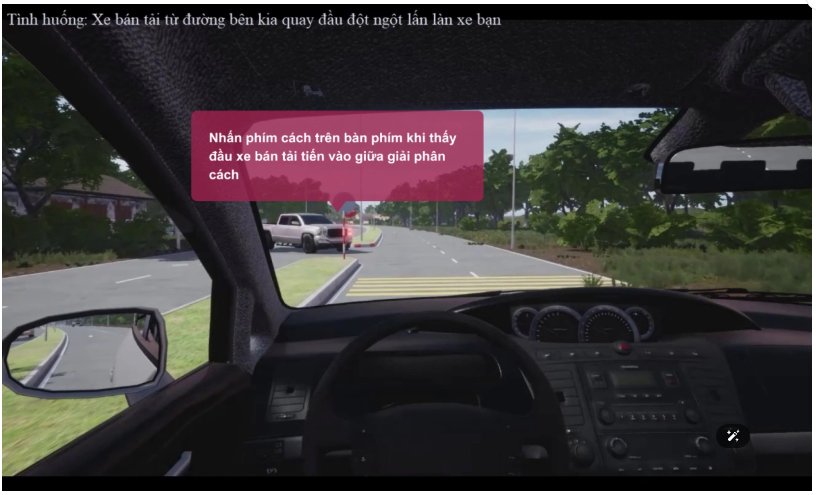 Tình huống: Xe bán tải từ đường bên kia quay đầu đột ngột lấn làn xe bạn
Nhấn phím cách trên bàn phím khi thấy
đầu xe bán tải tiến vào giữa giải phân
cách